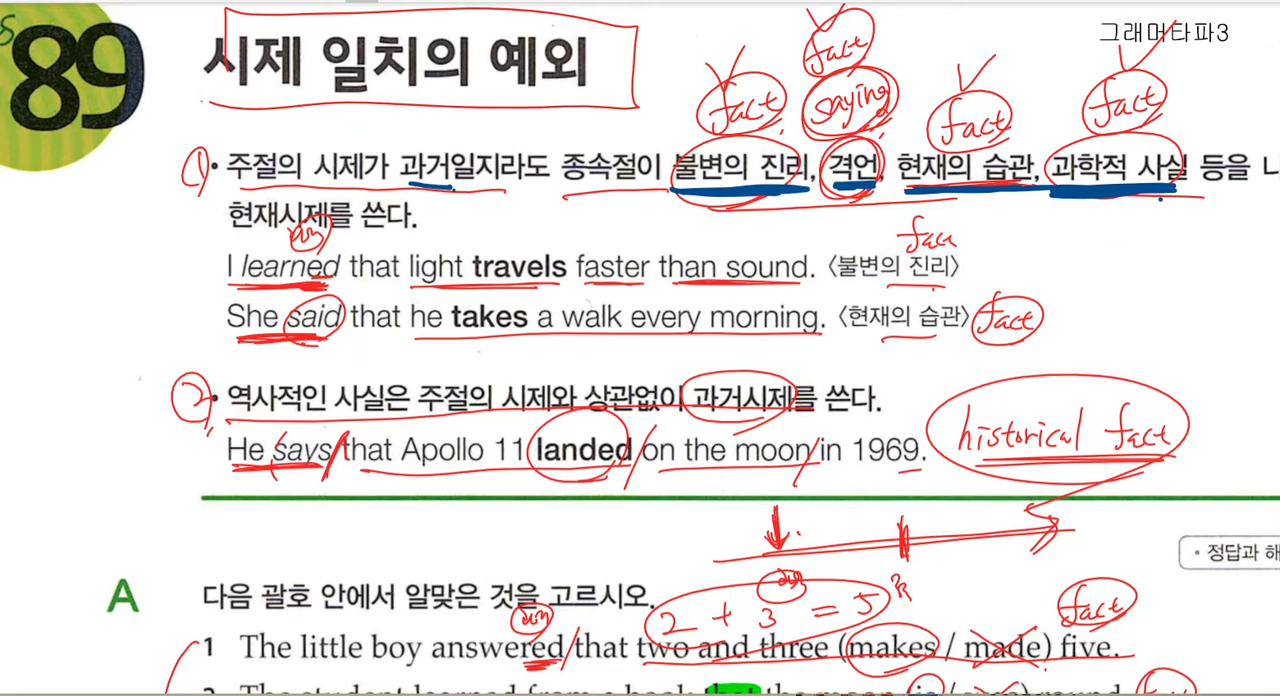 그래머타파3
fact
fact saying fact fact
89 시제 일치의 예외
1) • 주절의 시제가 과거일지라도 종속절이 불변의 진리, 격언, 현재의 습관, 과학적 사실 등을 나
현재시제를 쓴다.
fact
I learned that light travels faster than sound. 〈불변의 진리〉
She said that he takes a walk every morning. 〈현재의 습관〉 fact
2) • 역사적인 사실은 주절의 시제와 상관없이 과거시제를 쓴다.
He says that Apollo 11 landed on the moon in 1969. historical fact
• 정답과 해
A 다음 괄호 안에서 알맞은 것을 고르시오.
2 + 3 = 5 fact
1 The little boy answered that two and three (makes / made) five.